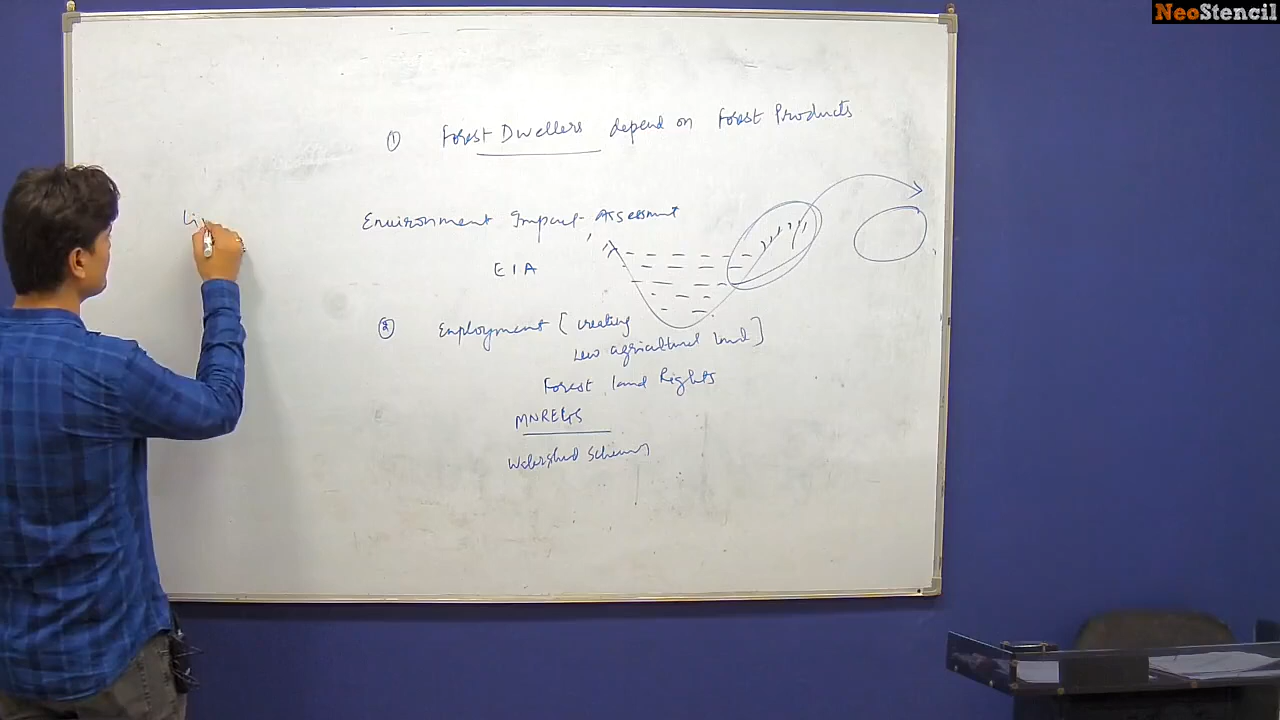 NeoStencil
① Forest Dwellers depend on Forest Products
Li
Environment Impact Assessment
EIA
② Employment [creating
new agricultural land]
Forest land Rights
MNREGS
Watershed Schemes